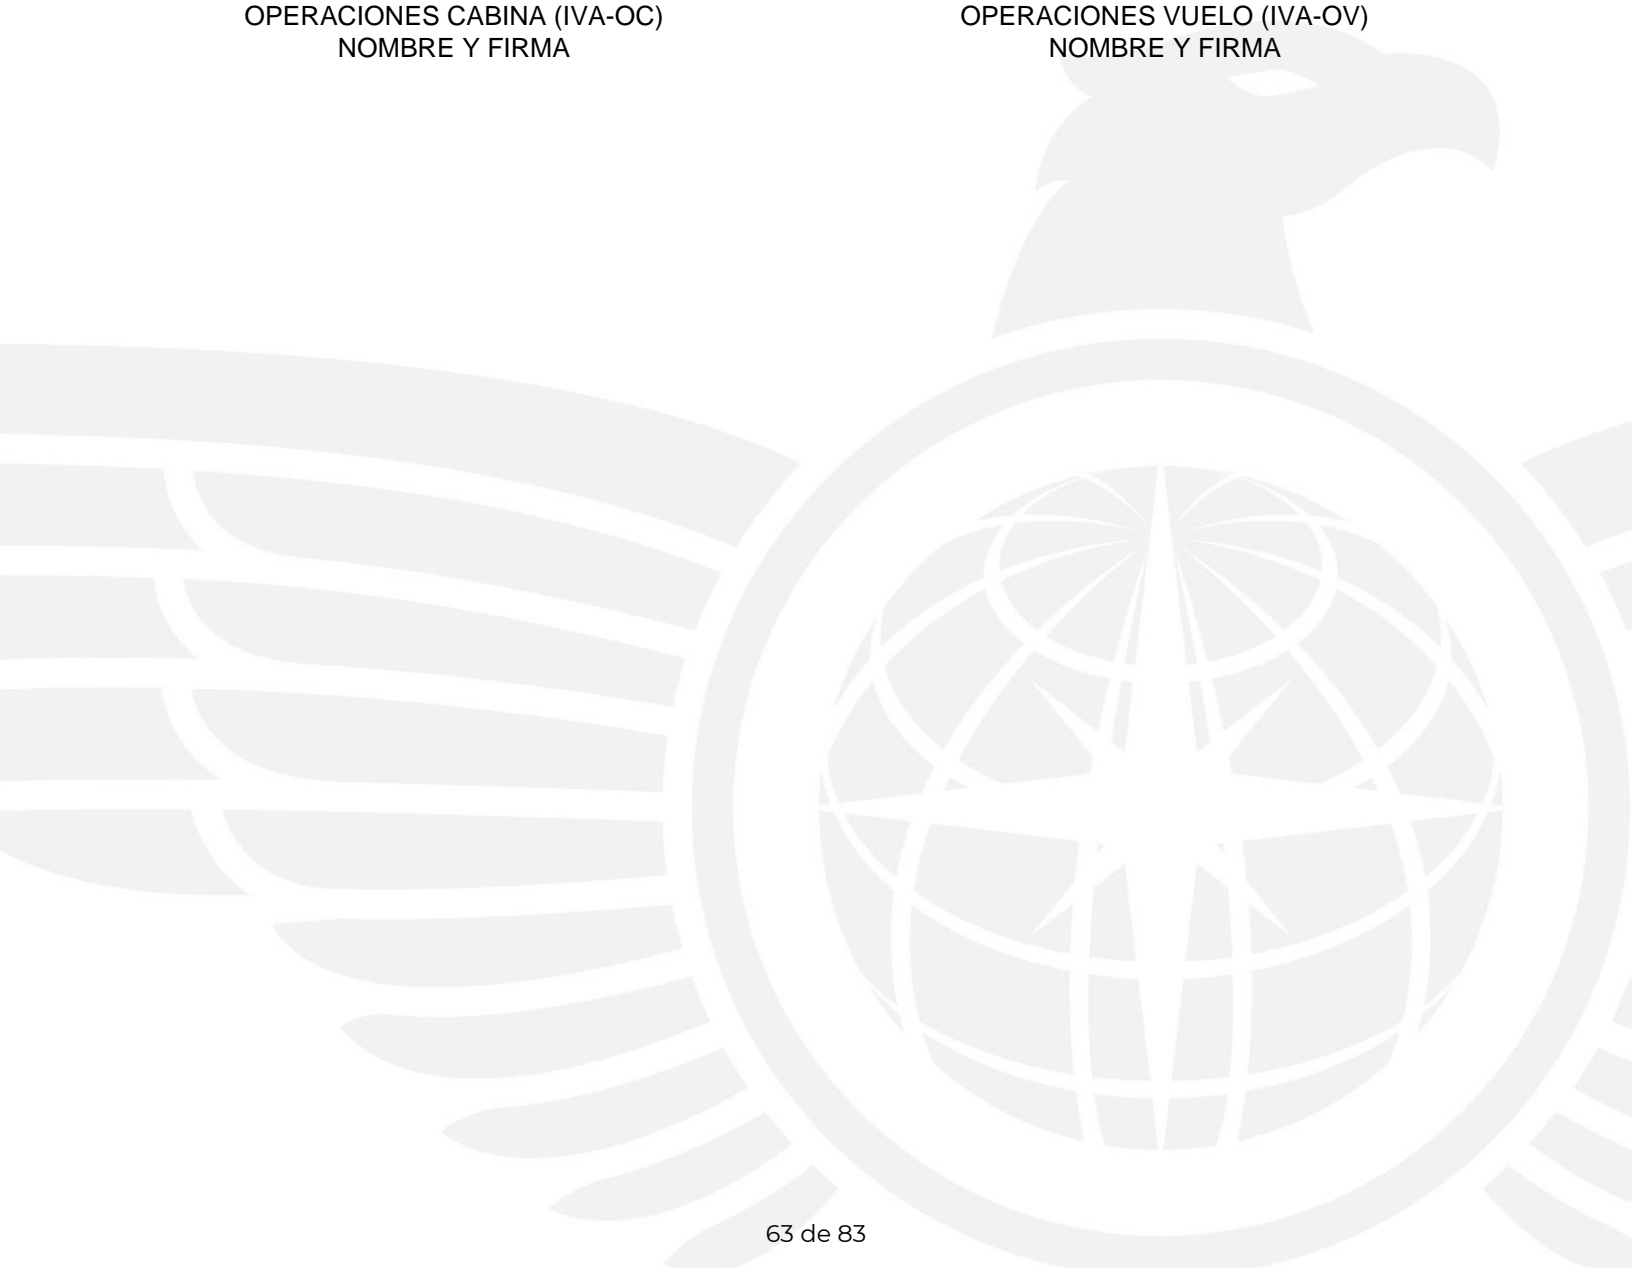 OPERACIONES CABINA (IVA-OC)
NOMBRE Y FIRMA
OPERACIONES VUELO (IVA-OV)
NOMBRE Y FIRMA
63 de 83